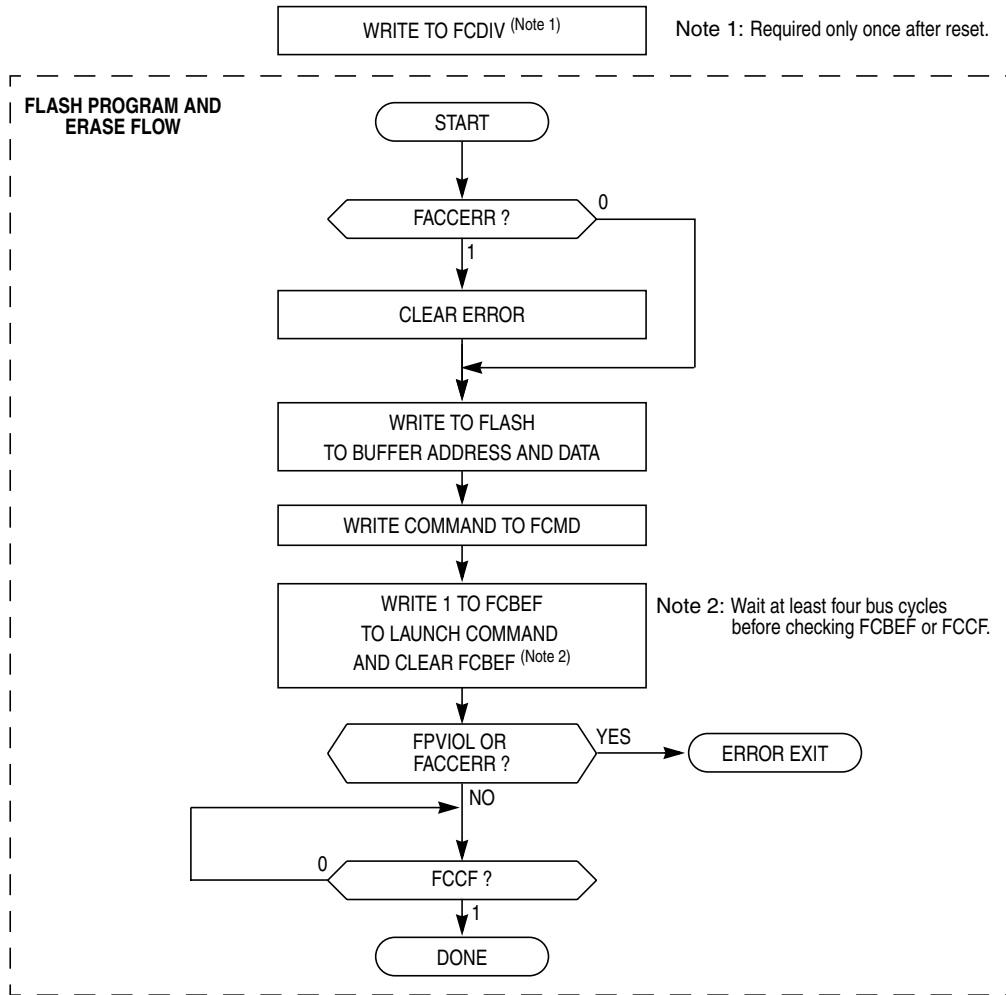 WRITE TO FCDIV (Note 1)
Note 1: Required only once after reset.
FLASH PROGRAM AND
ERASE FLOW
START
FACCERR ?
0
1
CLEAR ERROR
WRITE TO FLASH
TO BUFFER ADDRESS AND DATA
WRITE COMMAND TO FCMD
WRITE 1 TO FCBEF
TO LAUNCH COMMAND
AND CLEAR FCBEF (Note 2)
Note 2: Wait at least four bus cycles
before checking FCBEF or FCCF.
FPVIOL OR
FACCERR ?
YES
ERROR EXIT
NO
0
FCCF ?
1
DONE